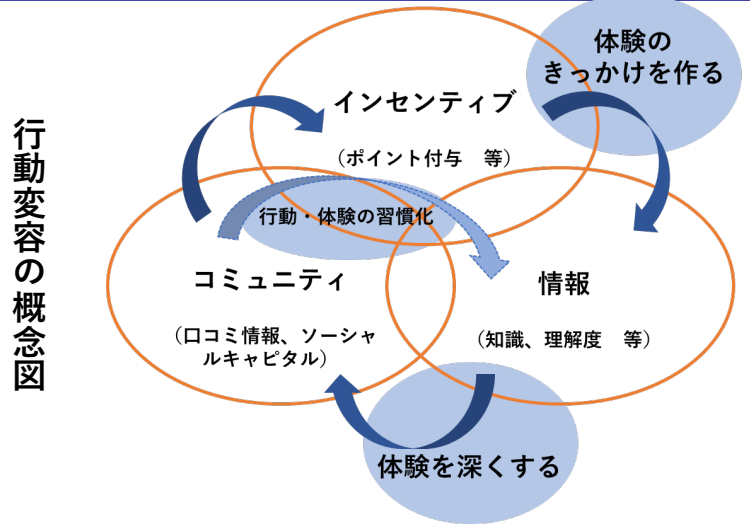 行動変容の概念図
体験の
きっかけを作る
インセンティブ
（ポイント付与　等）
行動・体験の習慣化
コミュニティ
（口コミ情報、ソーシャ
ルキャピタル）
情報
（知識、理解度　等）
体験を深くする